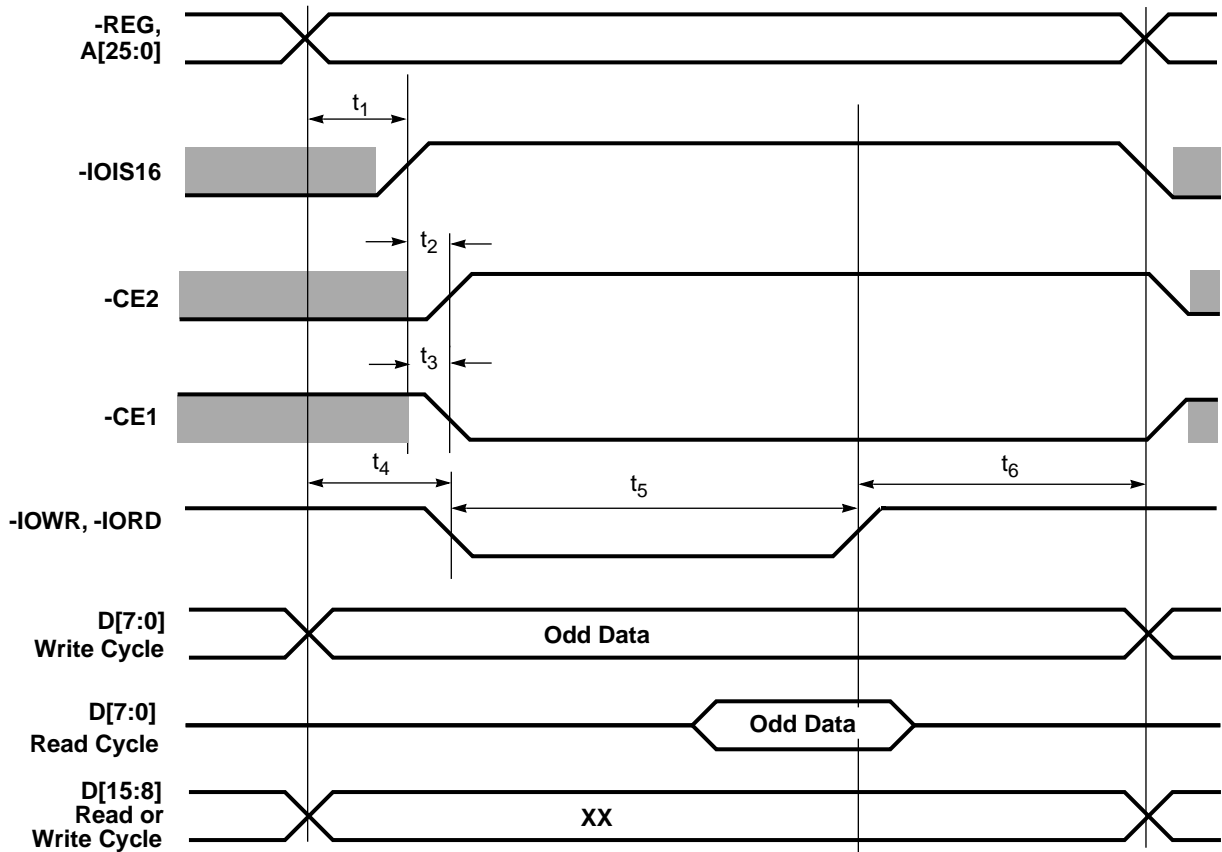 -REG,
A[25:0]
t1
-IOIS16
t2
-CE2
t3
-CE1
t4
t5
t6
-IOWR, -IORD
D[7:0]
Write Cycle
Odd Data
D[7:0]
Read Cycle
Odd Data
D[15:8]
Read or
Write Cycle
XX